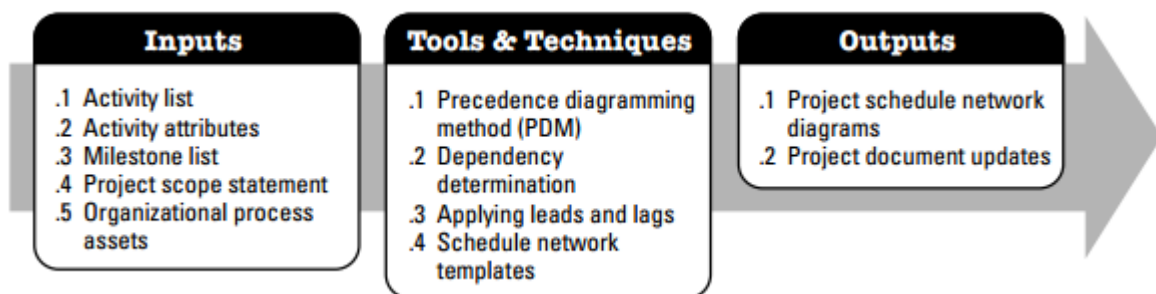 Inputs
.1 Activity list
.2 Activity attributes
.3 Milestone list
.4 Project scope statement
.5 Organizational process
assets
Tools & Techniques
.1 Precedence diagramming
method (PDM)
.2 Dependency
determination
.3 Applying leads and lags
.4 Schedule network
templates
Outputs
.1 Project schedule network
diagrams
.2 Project document updates